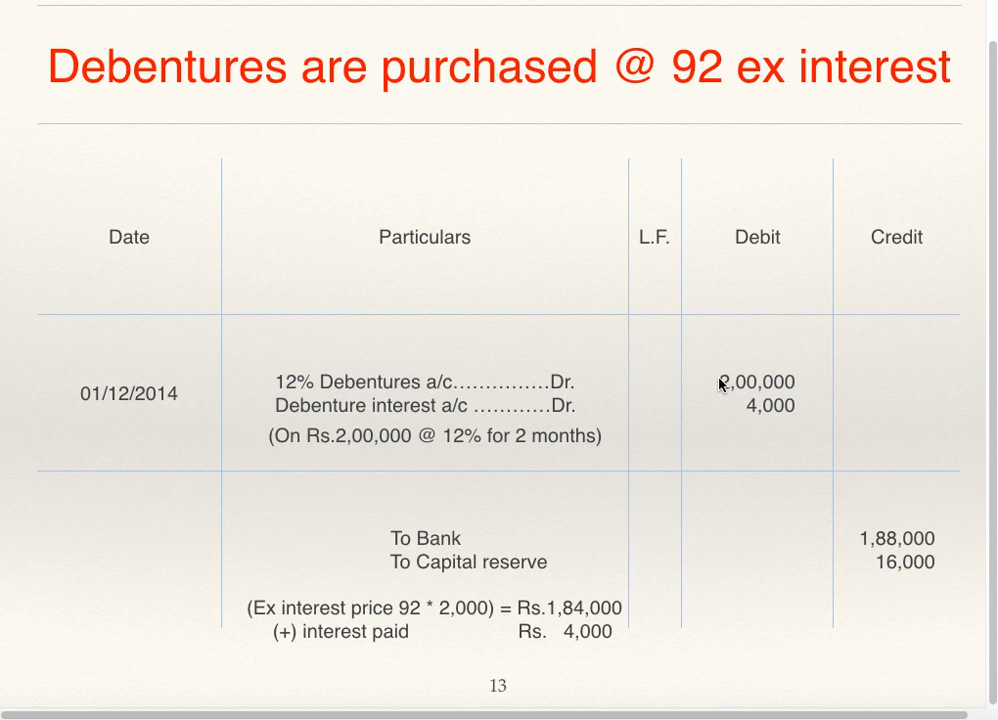 Debentures are purchased @ 92 ex interest
Date Particulars L.F. Debit Credit
01/12/2014
12% Debentures a/c...............Dr. 2,00,000
Debenture interest a/c ............Dr. 4,000
(On Rs.2,00,000 @ 12% for 2 months)
To Bank 1,88,000
To Capital reserve 16,000
(Ex interest price 92 * 2,000) = Rs.1,84,000
(+) interest paid Rs. 4,000
13